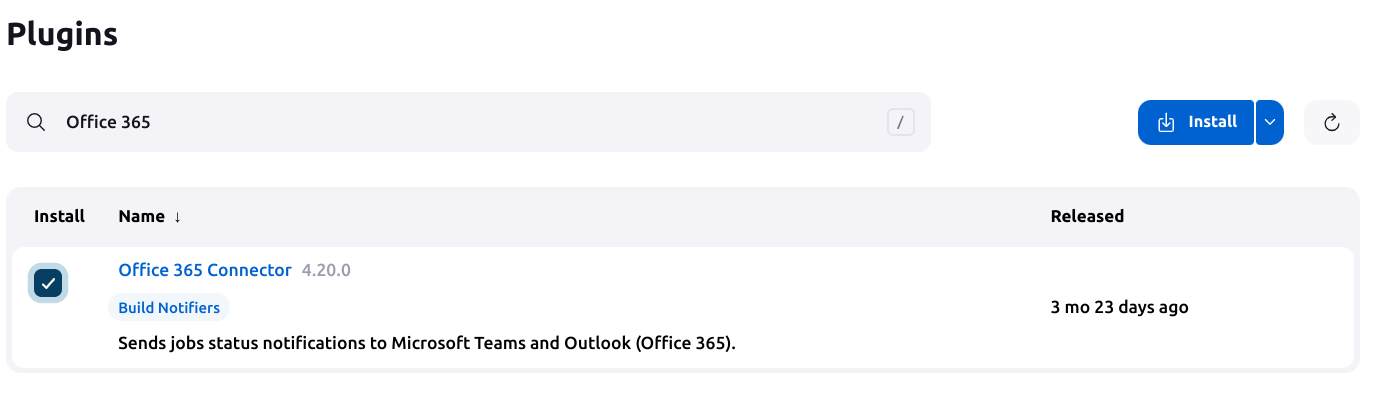 Plugins
Office 365 /
Install
Install Name ↓ Released
Office 365 Connector 4.20.0
Build Notifiers
3 mo 23 days ago
Sends jobs status notifications to Microsoft Teams and Outlook (Office 365).